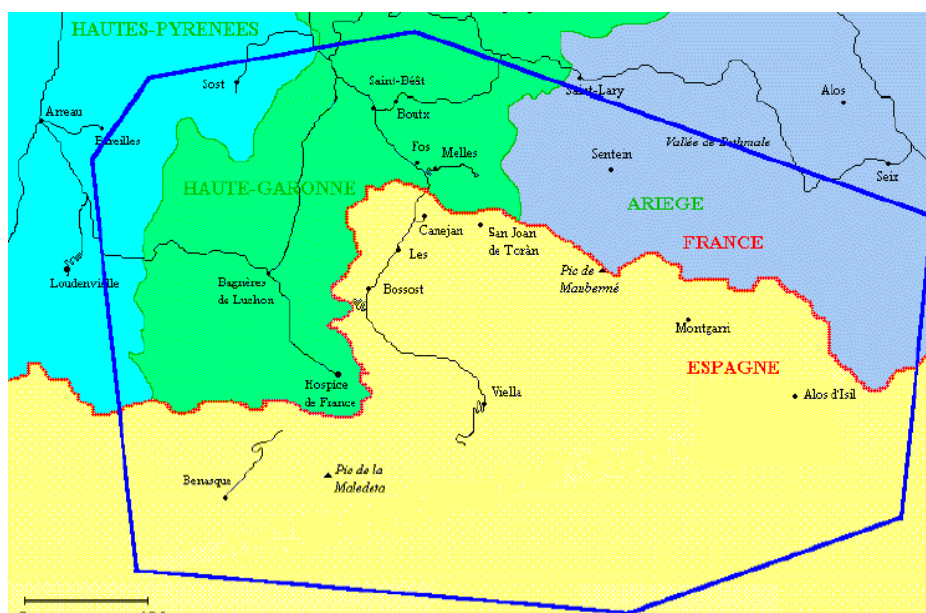 HAUTES-PYRENEES
Sost
Saint-Béât
Saint-Lary
Alos
Arreau
Boutx
Bareilles
Fos
Melles
Sentein
Vallée de Bethmale
Seix
HAUTE-GARONNE
ARIEGE
Canejan
San Joan
de Toràn
FRANCE
Les
Loudenvielle
Bagnères
de Luchon
Pic de
Maubermé
Bossost
Montgarri
ESPAGNE
Hospice
de France
Viella
Alos d'Isil
Benasque
Pic de la
Maledeta